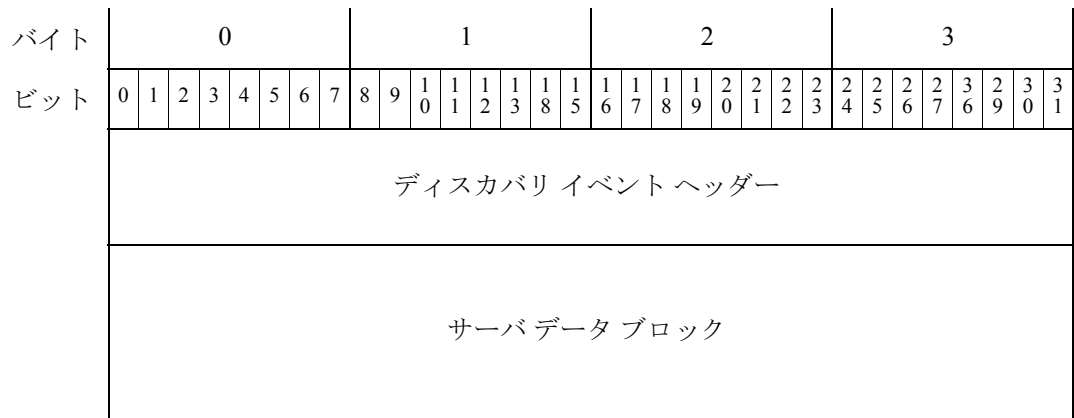 バイト 0 1 2 3
ビット 0 1 2 3 4 5 6 7 8 9 10 11 12 13 18 15 16 17 18 19 20 21 22 23 24 25 26 27 36 29 30 31
ディスカバリ イベント ヘッダー
サーバ データ ブロック